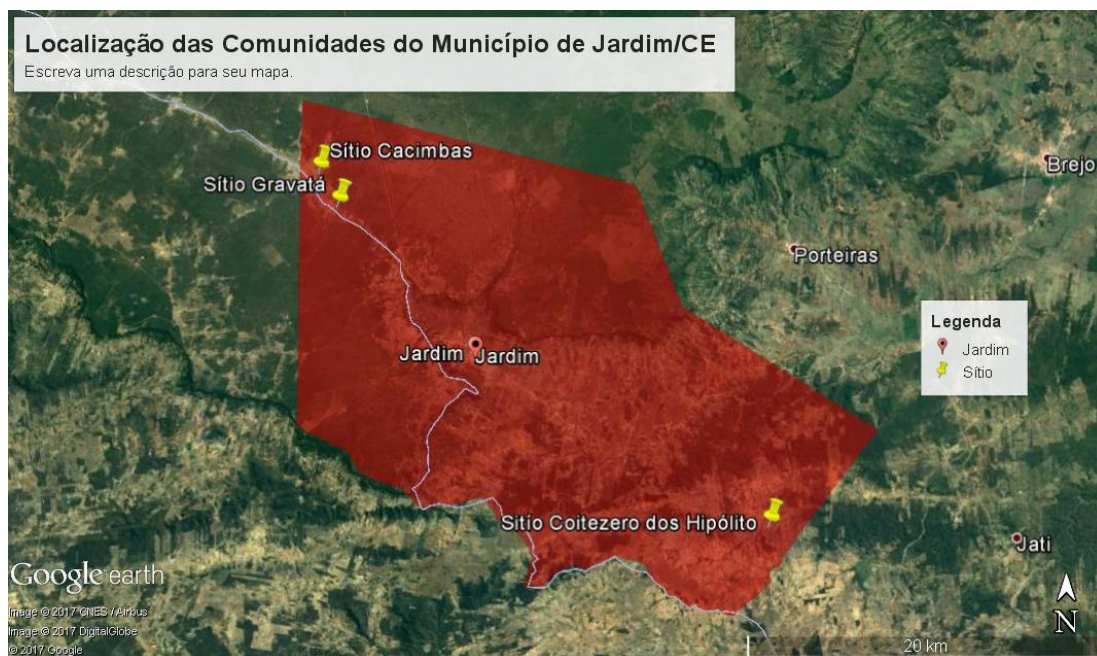 Localização das Comunidades do Município de Jardim/CE
Escreva uma descrição para seu mapa.
Sítio Cacimbas
Sítio Gravatá
Brejo
Porteiras
Legenda
Jardim
Sítio
Jardim
Jardim
Sítio Coitezero dos Hipólito
Jati
Google earth
Image © 2017 CNES / Airbus
Image © 2017 DigitalGlobe
© 2017 Google
N
20 km